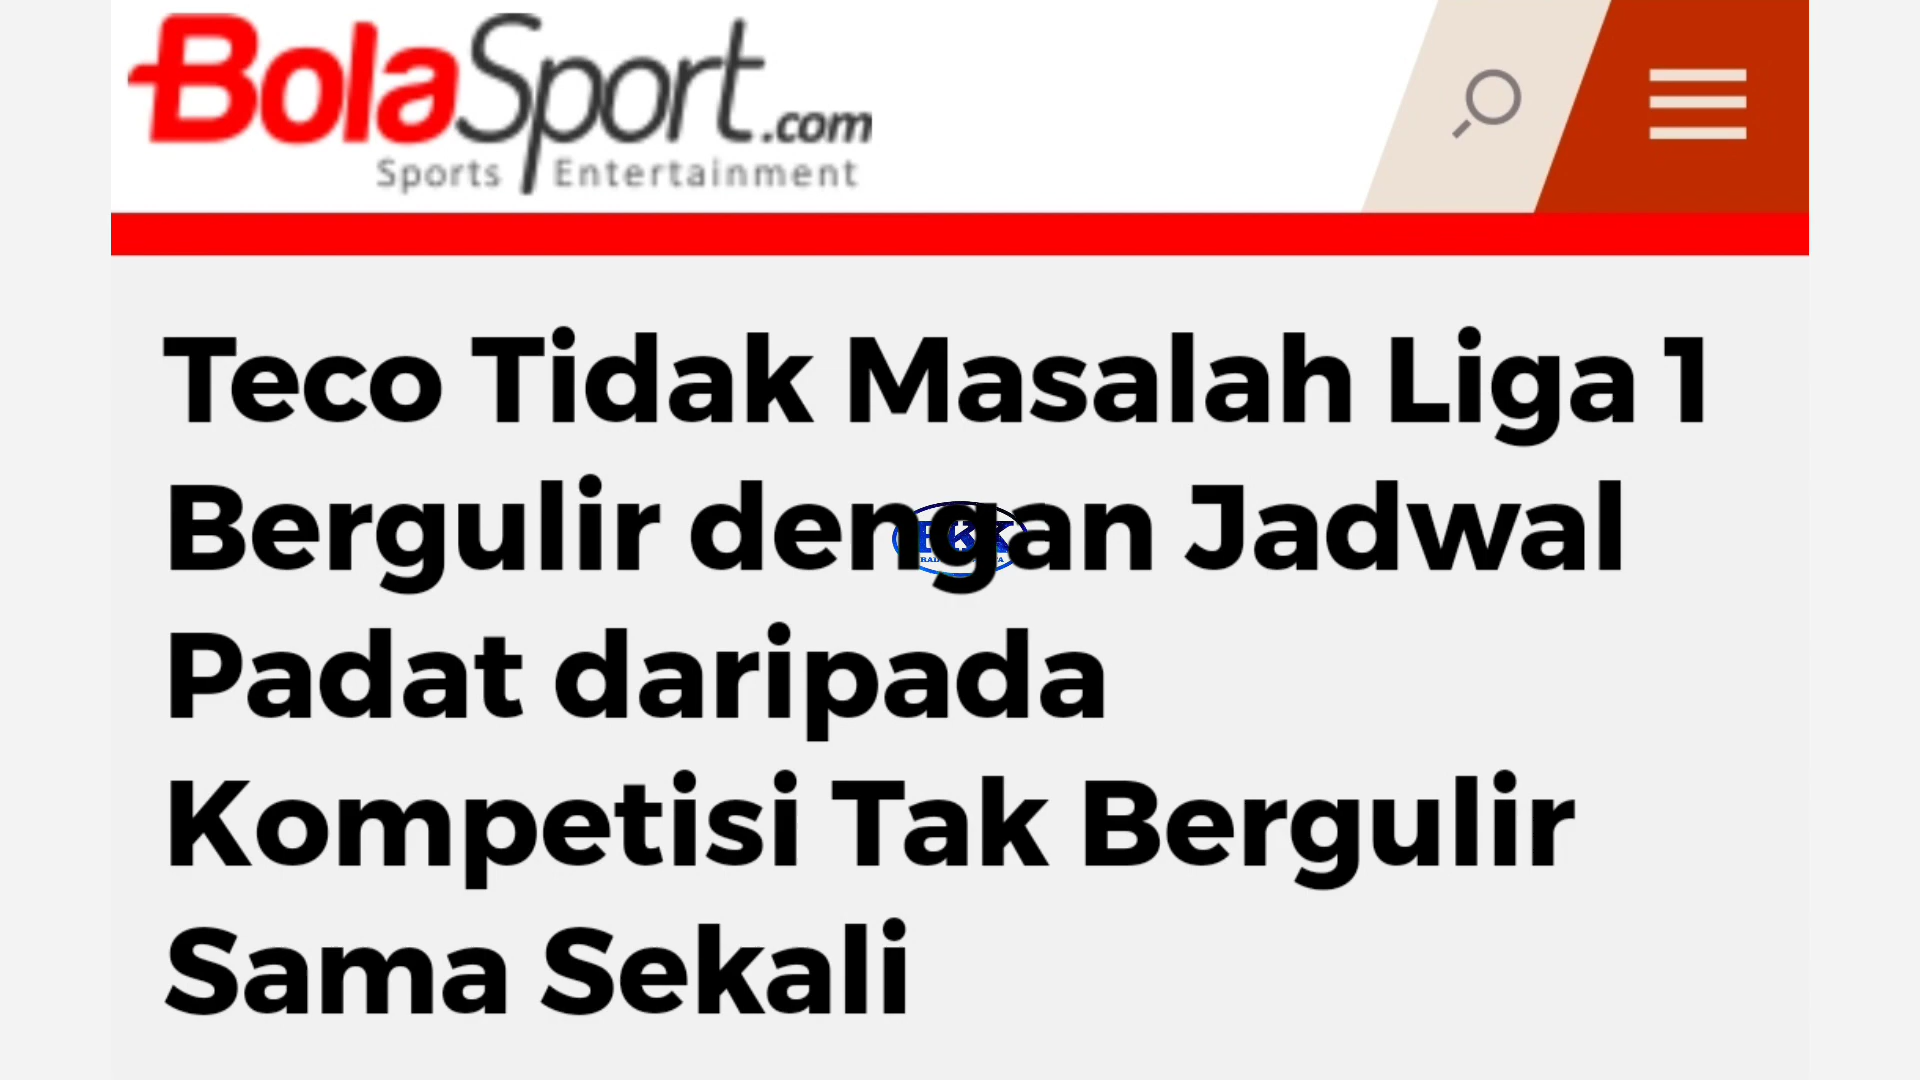 BolaSport.com
Sports Entertainment
Teco Tidak Masalah Liga 1
Bergulir dengan Jadwal
Padat daripada
Kompetisi Tak Bergulir
Sama Sekali